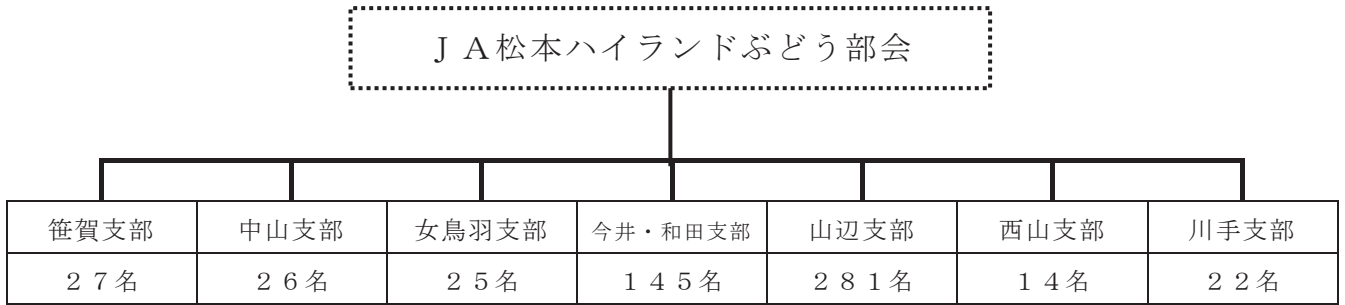 ＪＡ松本ハイランドぶどう部会
笹賀支部 中山支部 女鳥羽支部 今井・和田支部 山辺支部 西山支部 川手支部
２７名 ２６名 ２５名 １４５名 ２８１名 １４名 ２２名